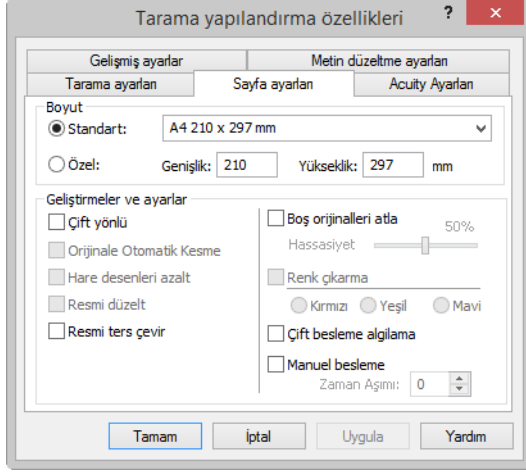 Tarama yapılandırma özellikleri ? ×
Gelişmiş ayarlar Metin düzeltme ayarları
Tarama ayarları Sayfa ayarları Acuity Ayarları
Boyut
Standart: A4 210 x 297 mm
Özel: Genişlik: 210 Yükseklik: 297 mm
Geliştirmeler ve ayarlar
Çift yönlü
Orijinale Otomatik Kesme
Hare desenleri azalt
Resmi düzelt
Resmi ters çevir
Boş orijinalleri atla
50%
Hassasiyet
Renk çıkarma
Kırmızı Yeşil Mavi
Çift besleme algilama
Manuel besleme
Zaman Aşımı: 0
Tamam İptal Uygula Yardım